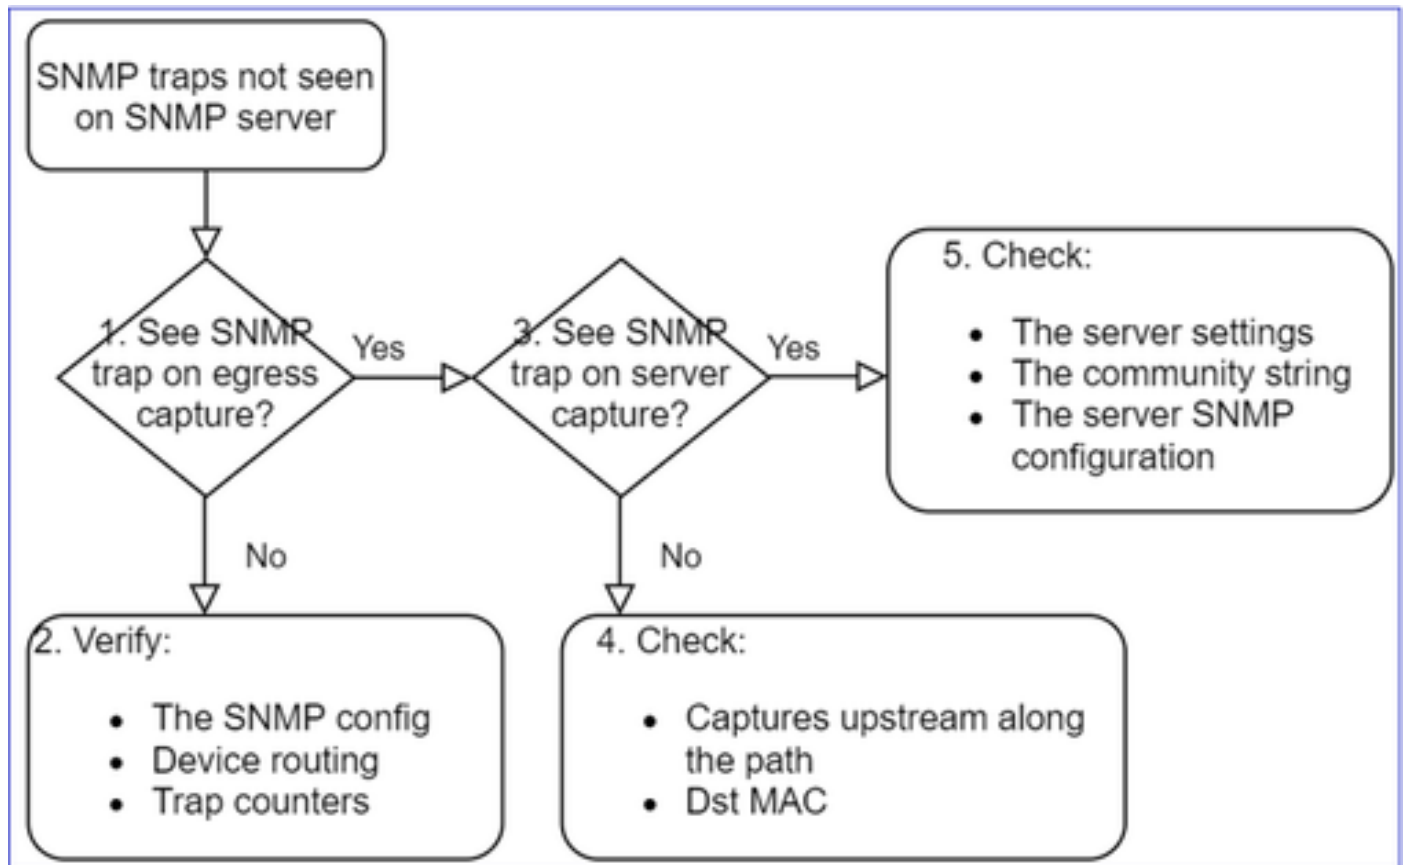 SNMP traps not seen
on SNMP server
1. See SNMP
trap on egress
capture?
Yes
3. See SNMP
trap on server
capture?
Yes
5. Check:
• The server settings
• The community string
• The server SNMP
configuration
No
No
2. Verify:
• The SNMP config
• Device routing
• Trap counters
4. Check:
• Captures upstream along
the path
• Dst MAC